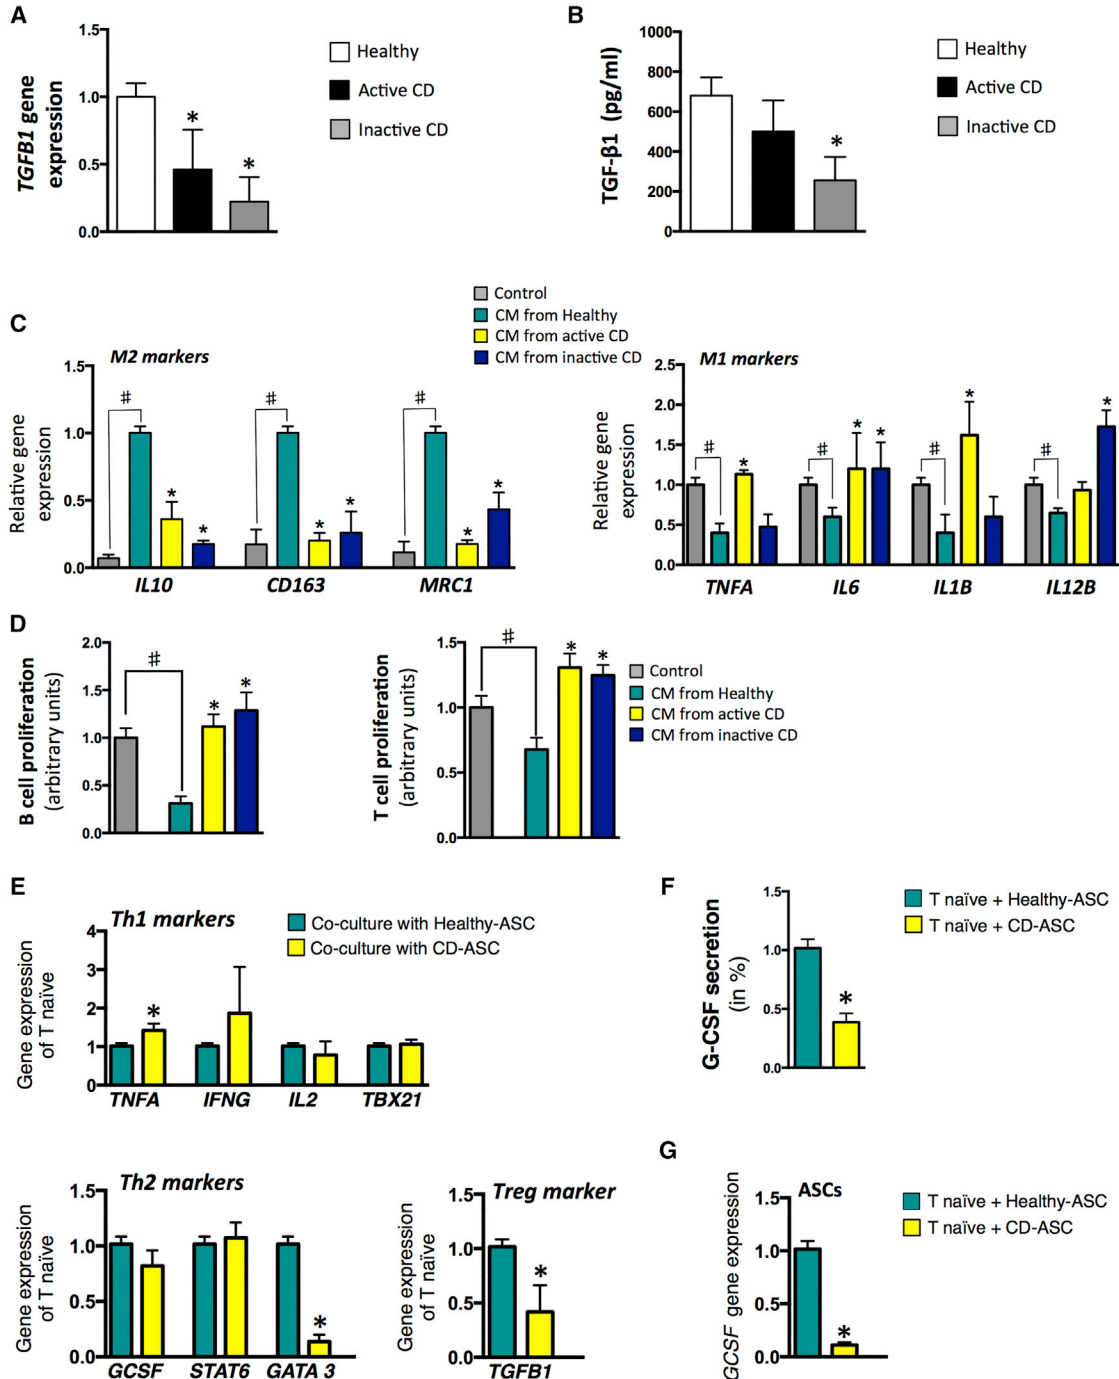 A
1.5
1.0
0.5
0.0
TGFB1 gene
expression
*
*
Healthy
Active CD
Inactive CD
B
1000
800
600
400
200
0
TGF-β1 (pg/ml)
*
Healthy
Active CD
Inactive CD
C
Control
CM from Healthy
CM from active CD
CM from inactive CD
M2 markers
1.5
1.0
0.5
0.0
Relative gene
expression
# # #
* * * * * *
IL10 CD163 MRC1
M1 markers
2.5
2.0
1.5
1.0
0.5
0.0
Relative gene
expression
# # # #
* * * * *
TNFA IL6 IL1B IL12B
D
2.0
1.5
1.0
0.5
0.0
B cell proliferation
(arbitrary units)
#
* *
1.5
1.0
0.5
0.0
T cell proliferation
(arbitrary units)
#
* *
Control
CM from Healthy
CM from active CD
CM from inactive CD
E
Th1 markers
Co-culture with Healthy-ASC
Co-culture with CD-ASC
4
3
2
1
0
Gene expression
of T naïve
*
TNFA IFNG IL2 TBX21
F
1.5
1.0
0.5
0.0
G-CSF secretion
(in %)
*
T naïve + Healthy-ASC
T naïve + CD-ASC
Th2 markers
1.5
1.0
0.5
0.0
Gene expression
of T naïve
*
GCSF STAT6 GATA 3
Treg marker
1.5
1.0
0.5
0.0
Gene expression
of T naïve
*
TGFB1
G
ASCs
1.5
1.0
0.5
0.0
GCSF gene expression
*
T naïve + Healthy-ASC
T naïve + CD-ASC